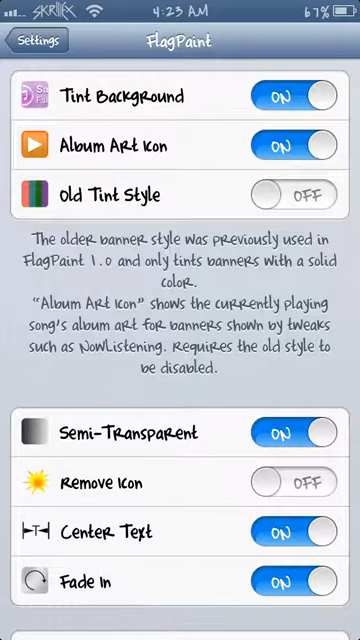 SKRILLEX 4:23 AM 67%
Settings FlagPaint
Tint Background ON
Album Art Icon ON
Old Tint Style OFF
The older banner style was previously used in
FlagPaint 1.0 and only tints banners with a solid
color.
"Album Art Icon" shows the currently playing
song's album art for banners shown by tweaks
such as NowListening. Requires the old style to
be disabled.
Semi-Transparent ON
Remove Icon OFF
T
Center Text ON
Fade In ON